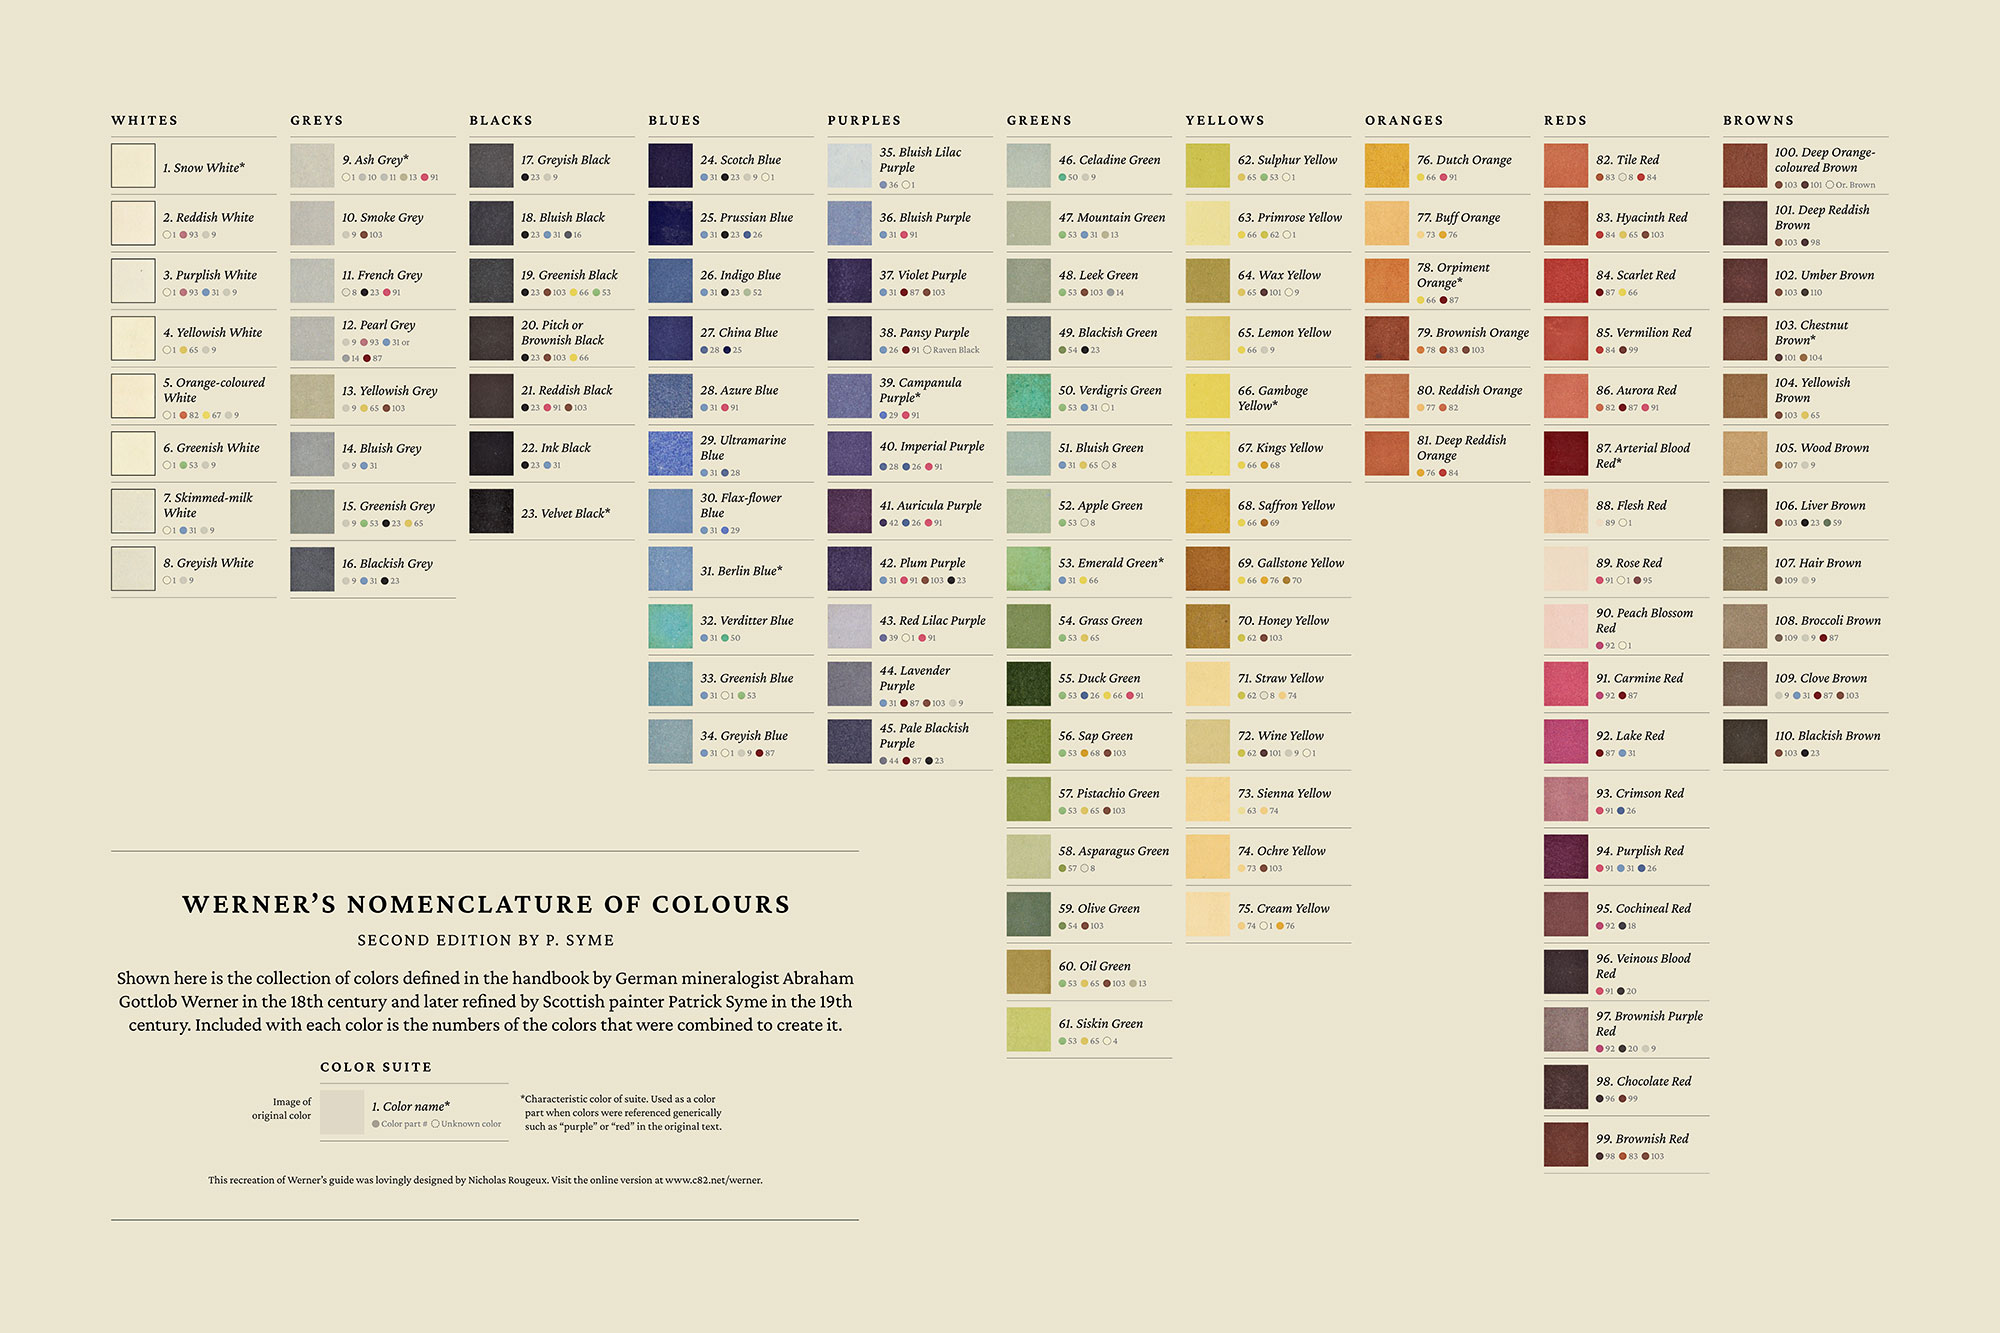 WHITES
1. Snow White*
2. Reddish White
1 93 9
3. Purplish White
1 93 31 9
4. Yellowish White
1 65 9
5. Orange-coloured
White
1 82 67 9
6. Greenish White
1 53 9
7. Skimmed-milk
White
1 31 9
8. Greyish White
1 9
GREYS
9. Ash Grey*
1 10 11 13 91
10. Smoke Grey
9 103
11. French Grey
8 23 91
12. Pearl Grey
9 93 31 or
14 87
13. Yellowish Grey
9 65 103
14. Bluish Grey
9 31
15. Greenish Grey
9 53 23 65
16. Blackish Grey
9 31 23
BLACKS
17. Greyish Black
23 9
18. Bluish Black
23 31 16
19. Greenish Black
23 103 66 53
20. Pitch or
Brownish Black
23 103 66
21. Reddish Black
23 91 103
22. Ink Black
23 31
23. Velvet Black*
BLUES
24. Scotch Blue
31 23 9 1
25. Prussian Blue
31 23 26
26. Indigo Blue
31 23 52
27. China Blue
28 25
28. Azure Blue
31 91
29. Ultramarine
Blue
31 28
30. Flax-flower
Blue
31 29
31. Berlin Blue*
32. Verditter Blue
31 50
33. Greenish Blue
31 1 53
34. Greyish Blue
31 1 9 87
PURPLES
35. Bluish Lilac
Purple
36 1
36. Bluish Purple
31 91
37. Violet Purple
31 87 103
38. Pansy Purple
26 91 Raven Black
39. Campanula
Purple*
29 91
40. Imperial Purple
28 26 91
41. Auricula Purple
42 26 91
42. Plum Purple
31 91 103 23
43. Red Lilac Purple
39 1 91
44. Lavender
Purple
31 87 103 9
45. Pale Blackish
Purple
44 87 23
GREENS
46. Celadine Green
50 9
47. Mountain Green
53 31 13
48. Leek Green
53 103 14
49. Blackish Green
54 23
50. Verdigris Green
53 31 1
51. Bluish Green
31 65 8
52. Apple Green
53 8
53. Emerald Green*
31 66
54. Grass Green
53 65
55. Duck Green
53 26 66 91
56. Sap Green
53 68 103
57. Pistachio Green
53 65 103
58. Asparagus Green
57 8
59. Olive Green
54 103
60. Oil Green
53 65 103 13
61. Siskin Green
53 65 4
YELLOWS
62. Sulphur Yellow
65 53 1
63. Primrose Yellow
66 62 1
64. Wax Yellow
65 101 9
65. Lemon Yellow
66 9
66. Gamboge
Yellow*
67. Kings Yellow
66 68
68. Saffron Yellow
66 69
69. Gallstone Yellow
66 76 70
70. Honey Yellow
62 103
71. Straw Yellow
62 8 74
72. Wine Yellow
62 101 9 1
73. Sienna Yellow
63 74
74. Ochre Yellow
73 103
75. Cream Yellow
74 1 76
ORANGES
76. Dutch Orange
66 91
77. Buff Orange
73 76
78. Orpiment
Orange*
66 87
79. Brownish Orange
78 83 103
80. Reddish Orange
77 82
81. Deep Reddish
Orange
76 84
REDS
82. Tile Red
83 8 84
83. Hyacinth Red
84 65 103
84. Scarlet Red
87 66
85. Vermilion Red
84 99
86. Aurora Red
82 87 91
87. Arterial Blood
Red*
88. Flesh Red
89 1
89. Rose Red
91 1 95
90. Peach Blossom
Red
92 1
91. Carmine Red
92 87
92. Lake Red
87 31
93. Crimson Red
91 26
94. Purplish Red
91 31 26
95. Cochineal Red
92 18
96. Veinous Blood
Red
91 20
97. Brownish Purple
Red
92 20 9
98. Chocolate Red
96 99
99. Brownish Red
98 83 103
BROWNS
100. Deep Orange-
coloured Brown
103 101 Or. Brown
101. Deep Reddish
Brown
103 98
102. Umber Brown
103 110
103. Chestnut
Brown*
101 104
104. Yellowish
Brown
103 65
105. Wood Brown
107 9
106. Liver Brown
103 23 59
107. Hair Brown
109 9
108. Broccoli Brown
109 9 87
109. Clove Brown
9 31 87 103
110. Blackish Brown
103 23
WERNER’S NOMENCLATURE OF COLOURS
SECOND EDITION BY P. SYME
Shown here is the collection of colors defined in the handbook by German mineralogist Abraham
Gottlob Werner in the 18th century and later refined by Scottish painter Patrick Syme in the 19th
century. Included with each color is the numbers of the colors that were combined to create it.
COLOR SUITE
Image of
original color
1. Color name*
Color part # Unknown color
*Characteristic color of suite. Used as a color
part when colors were referenced generically
such as “purple” or “red” in the original text.
This recreation of Werner’s guide was lovingly designed by Nicholas Rougeux. Visit the online version at www.c82.net/werner.